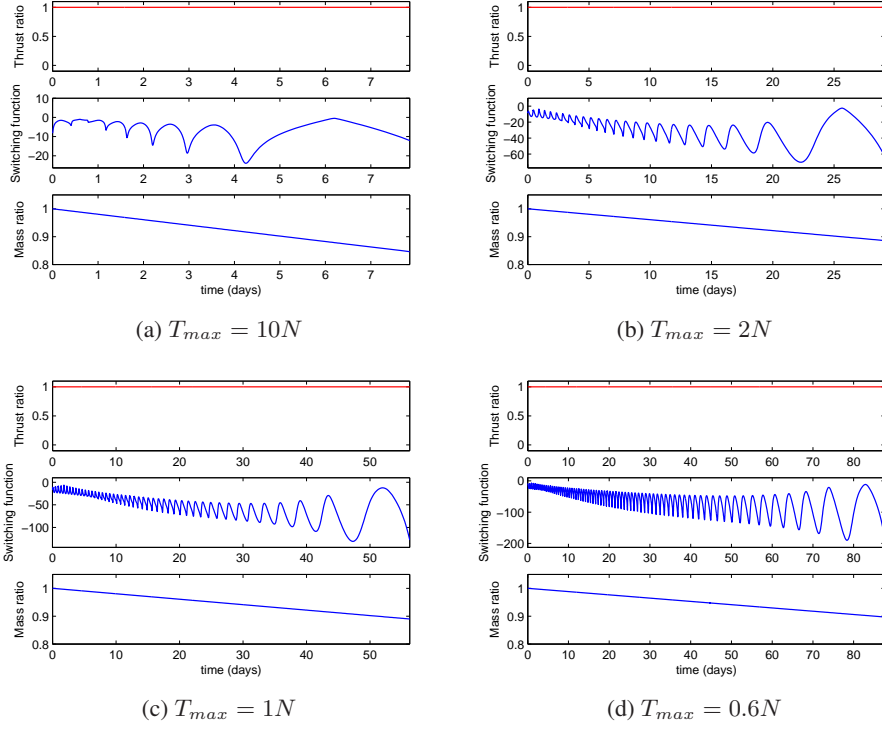 Thrust ratio
1
0.5
0
0 1 2 3 4 5 6 7
Switching function
10
0
−10
−20
0 1 2 3 4 5 6 7
Mass ratio
1
0.9
0.8
0 1 2 3 4 5 6 7
time (days)
(a) T_max = 10N
Thrust ratio
1
0.5
0
0 5 10 15 20 25
Switching function
0
−20
−40
−60
0 5 10 15 20 25
Mass ratio
1
0.9
0.8
0 5 10 15 20 25
time (days)
(b) T_max = 2N
Thrust ratio
1
0.5
0
0 10 20 30 40 50
Switching function
0
−50
−100
0 10 20 30 40 50
Mass ratio
1
0.9
0.8
0 10 20 30 40 50
time (days)
(c) T_max = 1N
Thrust ratio
1
0.5
0
0 10 20 30 40 50 60 70 80
Switching function
0
−100
−200
0 10 20 30 40 50 60 70 80
Mass ratio
1
0.9
0.8
0 10 20 30 40 50 60 70 80
time (days)
(d) T_max = 0.6N